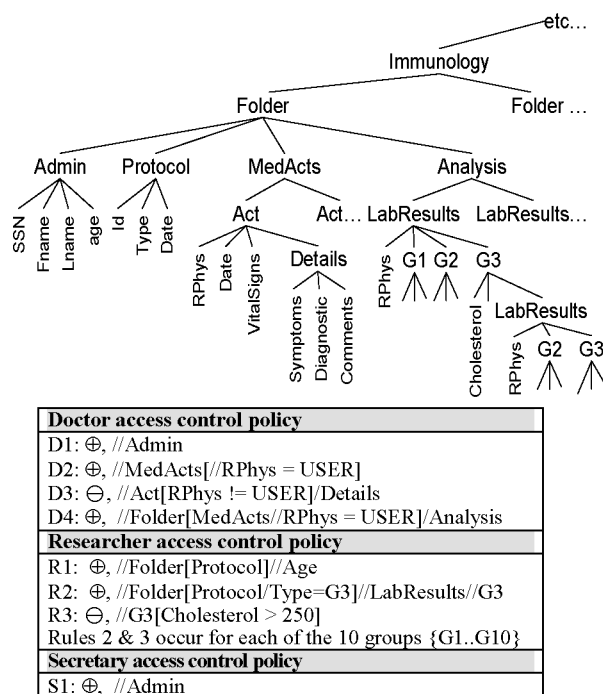 etc…
Immunology
Folder
Folder …
Admin
Protocol
MedActs
Analysis
SSN
Fname
Lname
age
Id
Type
Date
Act
Act…
LabResults
LabResults…
RPhys
Date
VitalSigns
Details
RPhys
G1
G2
G3
Symptoms
Diagnostic
Comments
Cholesterol
LabResults
RPhys
G2
G3
Doctor access control policy
D1: ⊕, //Admin
D2: ⊕, //MedActs[//RPhys = USER]
D3: ⊖, //Act[RPhys != USER]/Details
D4: ⊕, //Folder[MedActs//RPhys = USER]/Analysis
Researcher access control policy
R1: ⊕, //Folder[Protocol]//Age
R2: ⊕, //Folder[Protocol/Type=G3]//LabResults//G3
R3: ⊖, //G3[Cholesterol > 250]
Rules 2 & 3 occur for each of the 10 groups {G1..G10}
Secretary access control policy
S1: ⊕, //Admin